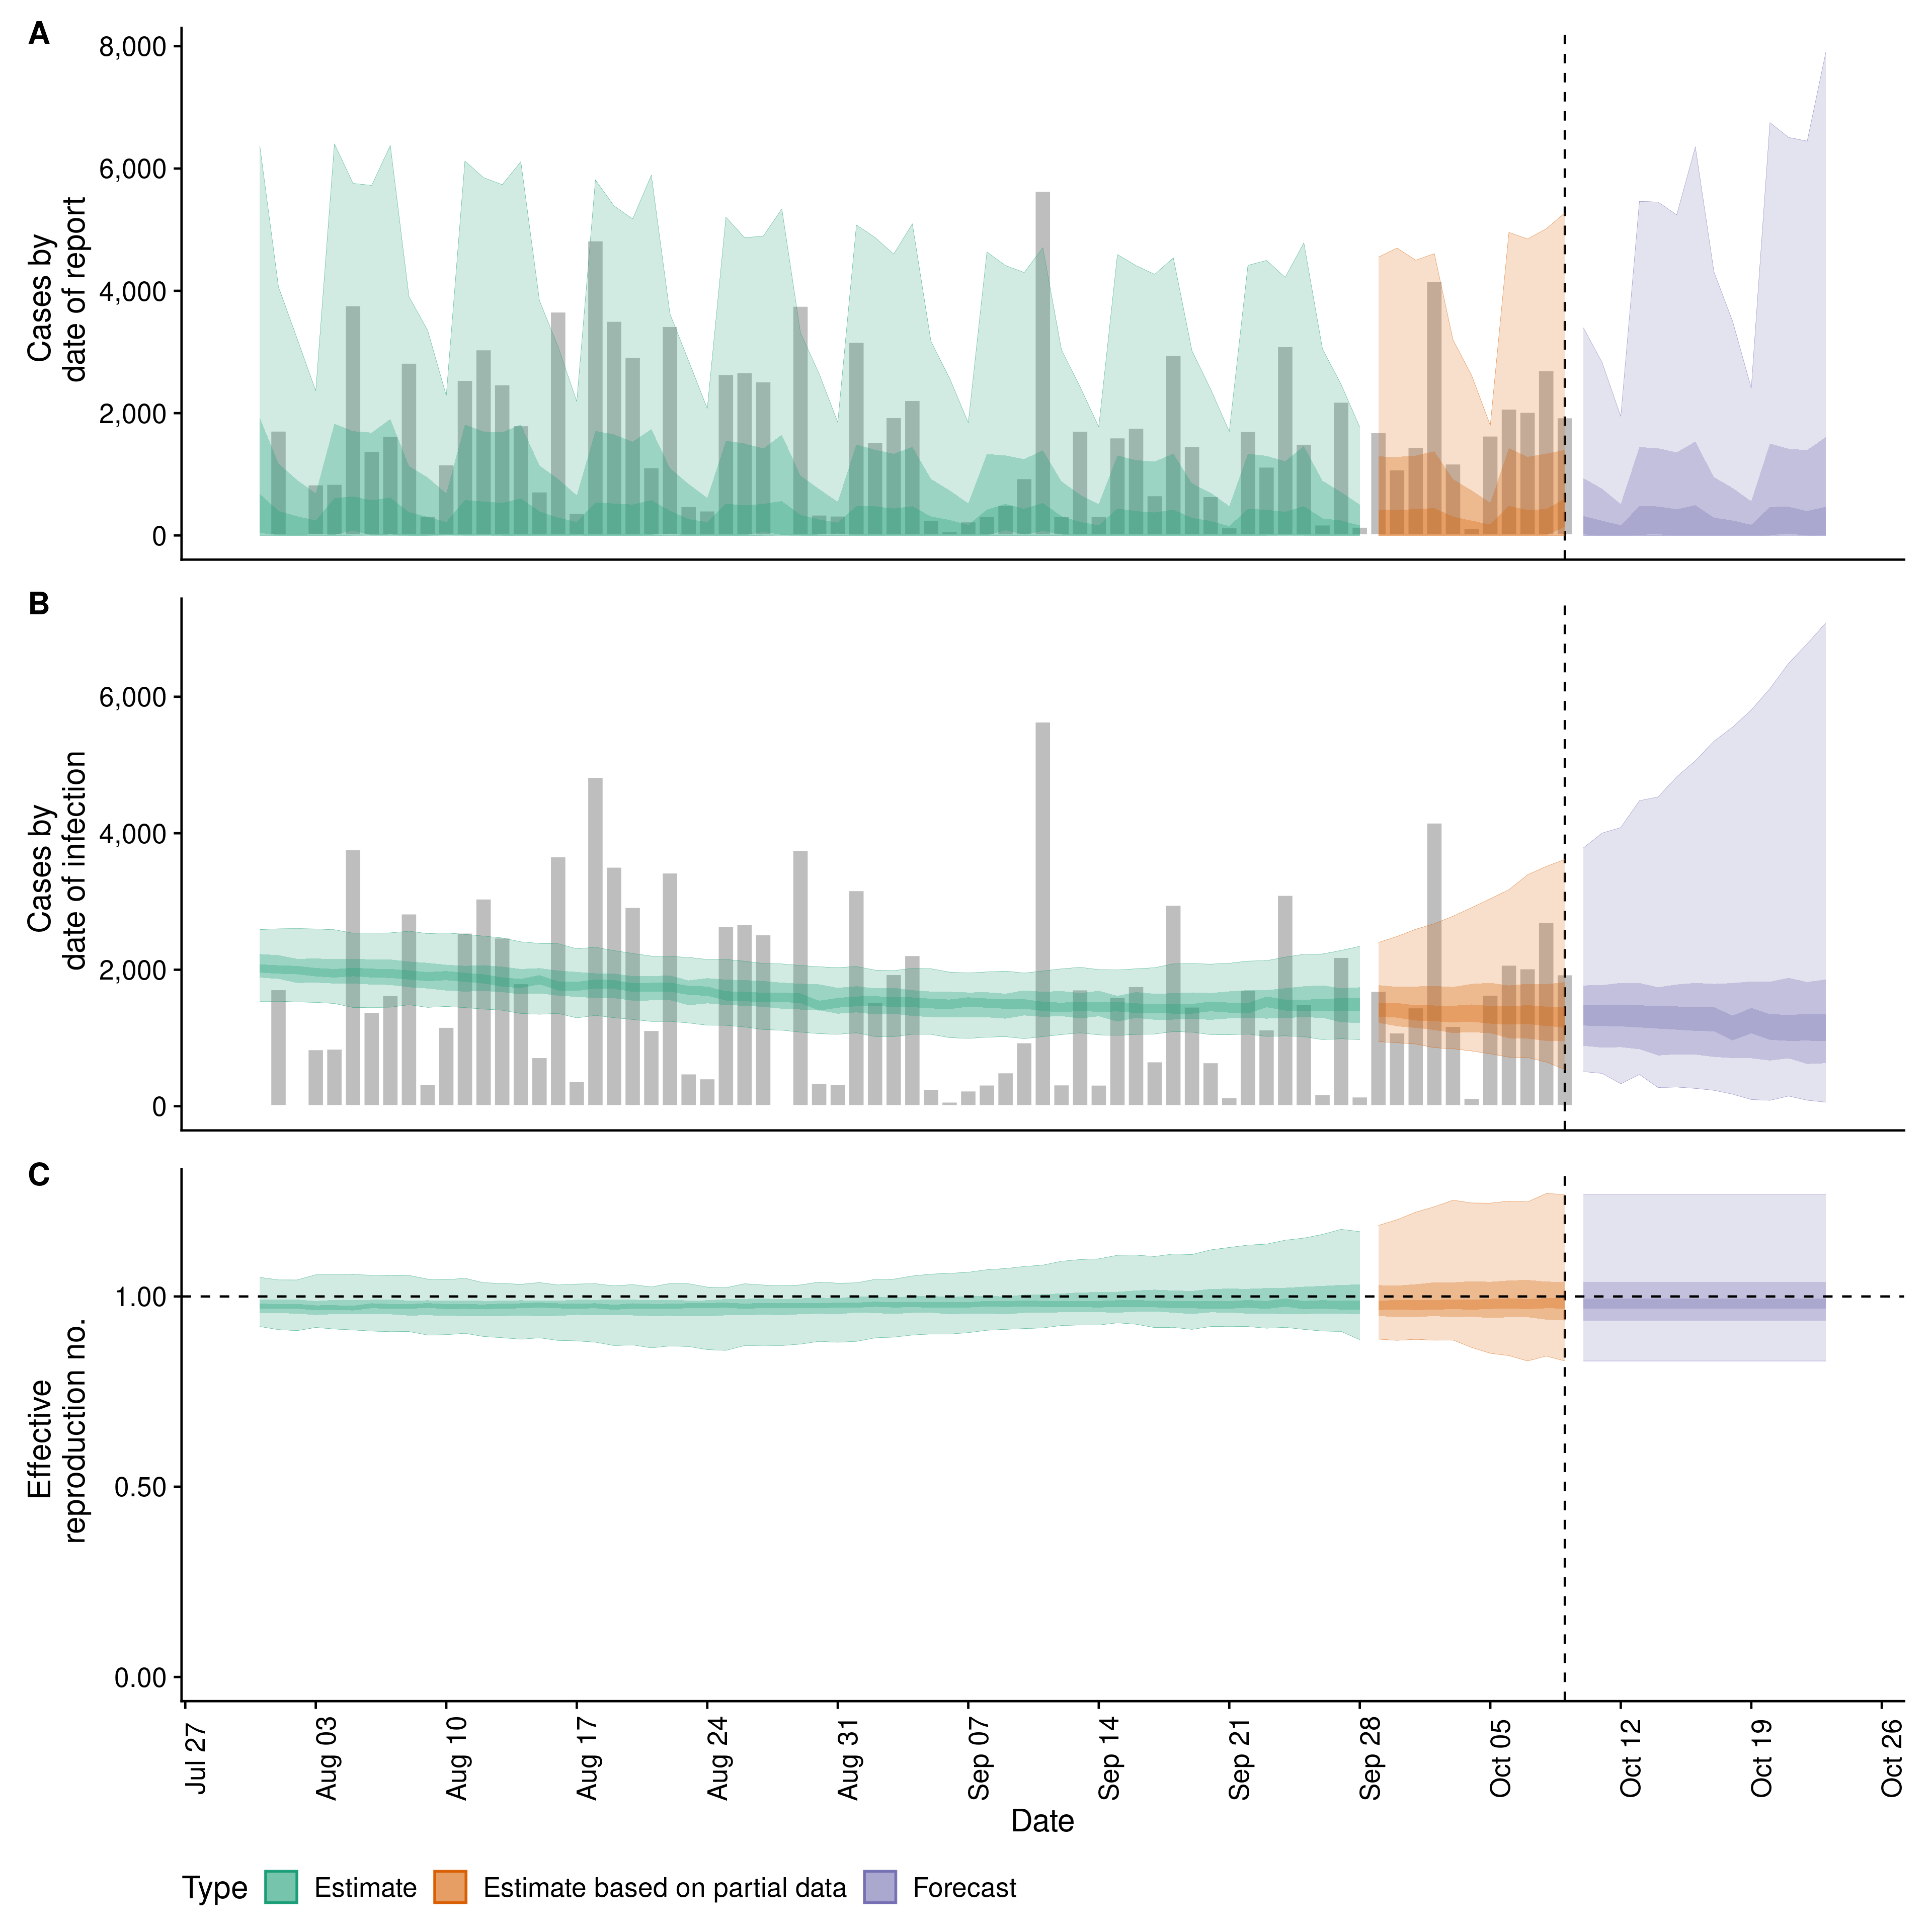 A
8,000
6,000
4,000
2,000
0
Cases by
date of report
B
6,000
4,000
2,000
0
Cases by
date of infection
C
1.00
0.50
0.00
Effective
reproduction no.
Jul 27
Aug 03
Aug 10
Aug 17
Aug 24
Aug 31
Sep 07
Sep 14
Sep 21
Sep 28
Oct 05
Oct 12
Oct 19
Oct 26
Date
Type Estimate Estimate based on partial data Forecast